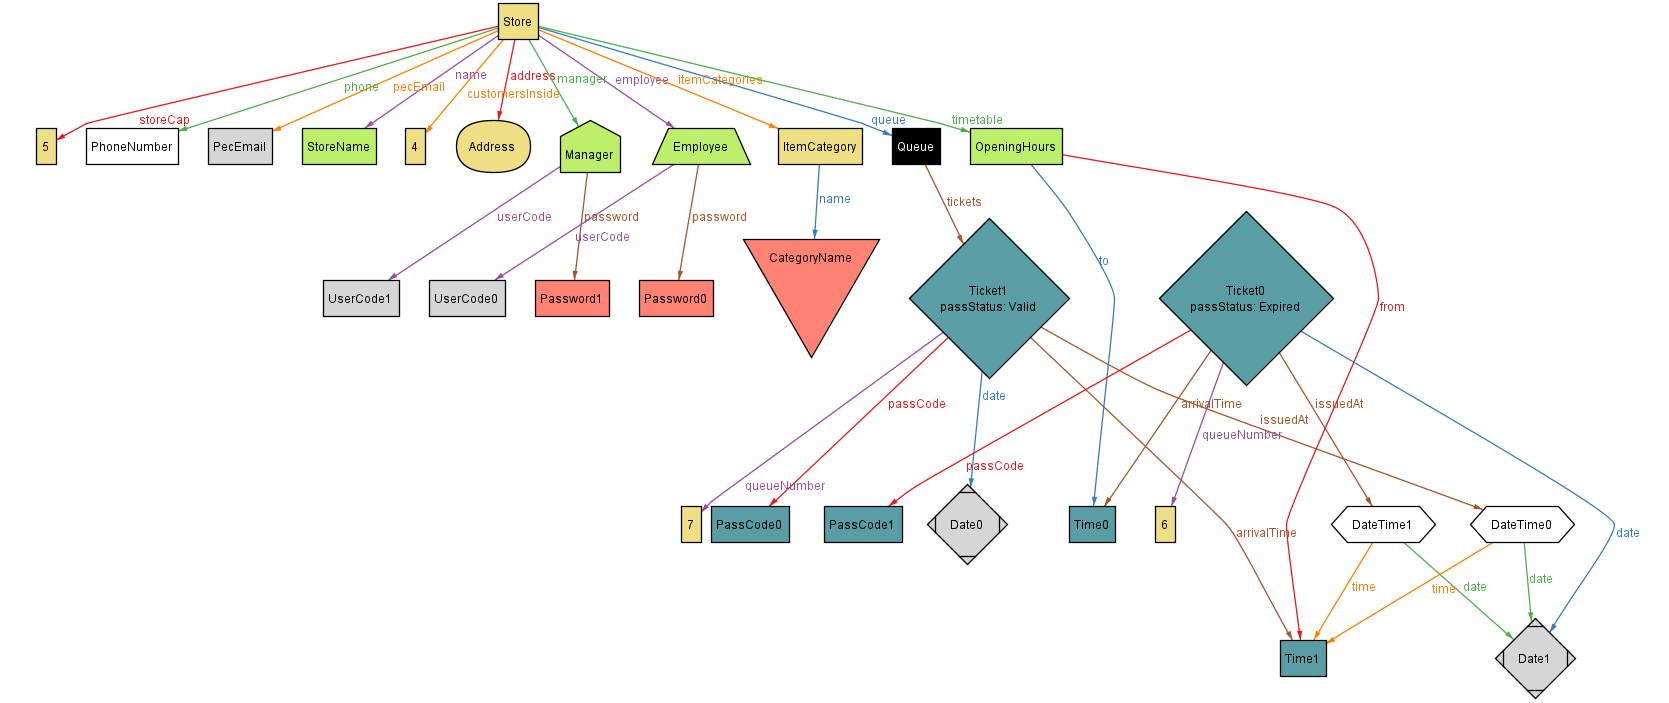 Store
name
address
manager
employee
itemCategories
phone
pecEmail
customersInside
storeCap
queue
timetable
5
PhoneNumber
PecEmail
StoreName
4
Address
Manager
Employee
ItemCategory
Queue
OpeningHours
userCode
password
userCode
password
name
tickets
CategoryName
to
from
UserCode1
UserCode0
Password1
Password0
Ticket1
passStatus: Valid
Ticket0
passStatus: Expired
passCode
date
arrivalTime
issuedAt
issuedAt
queueNumber
passCode
queueNumber
7
PassCode0
PassCode1
Date0
Time0
6
DateTime1
DateTime0
arrivalTime
date
time
date
time
date
Time1
Date1